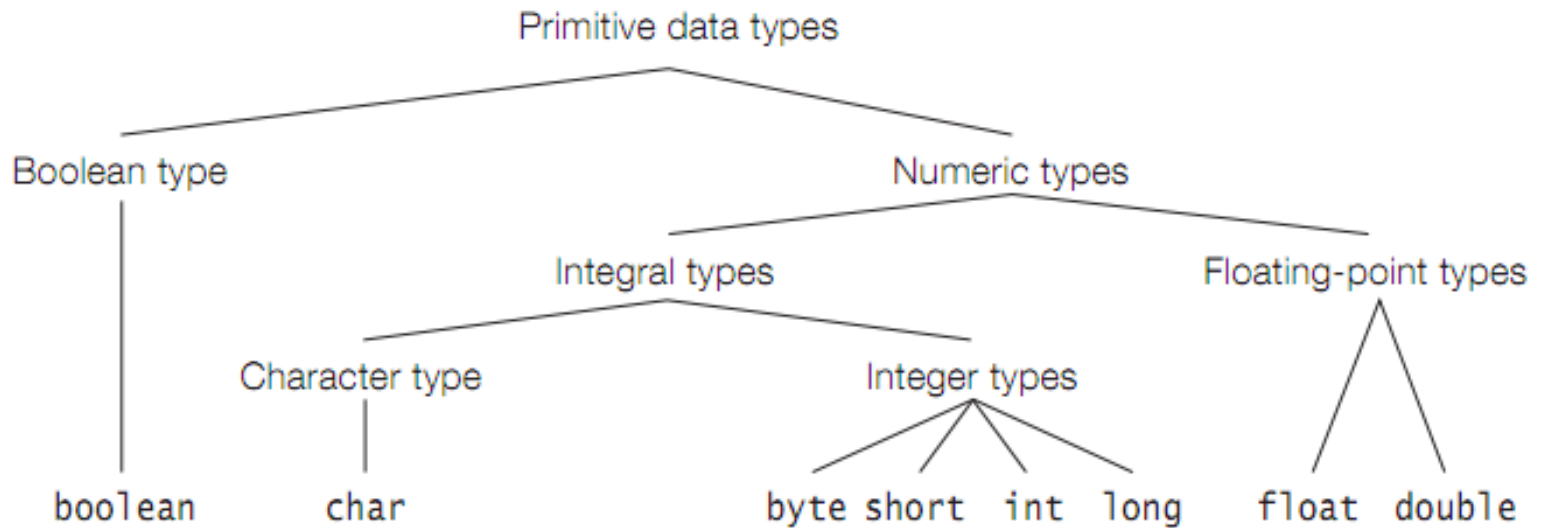 Primitive data types
Boolean type Numeric types
Integral types Floating-point types
Character type Integer types
boolean char byte short int long float double